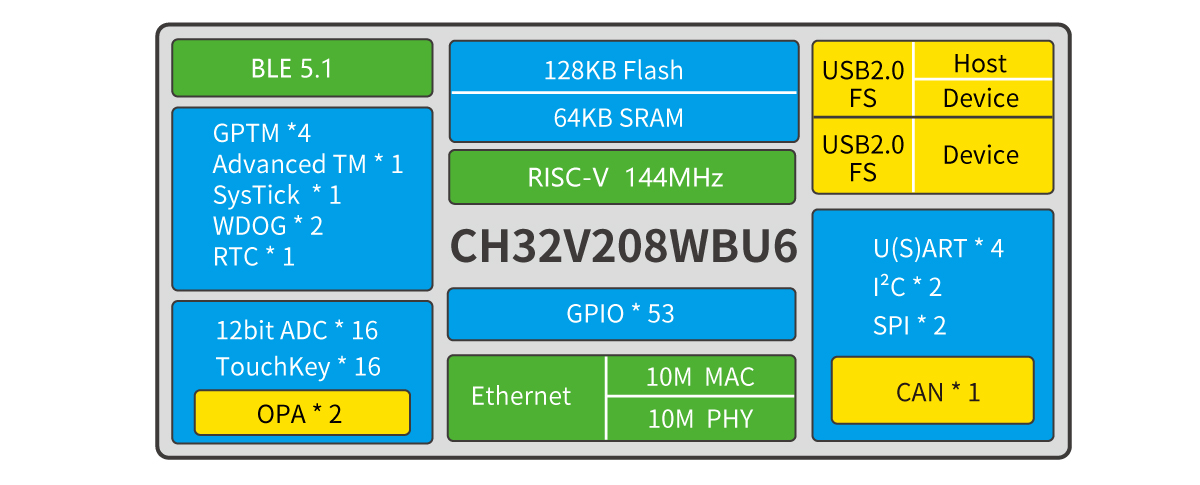 BLE 5.1
GPTM *4
Advanced TM * 1
SysTick * 1
WDOG * 2
RTC * 1
12bit ADC * 16
TouchKey * 16
OPA * 2
128KB Flash
64KB SRAM
RISC-V 144MHz
CH32V208WBU6
GPIO * 53
Ethernet
10M MAC
10M PHY
USB2.0
FS
Host
Device
USB2.0
FS
Device
U(S)ART * 4
I²C * 2
SPI * 2
CAN * 1